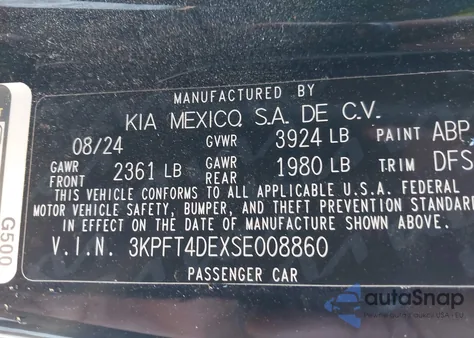 MANUFACTURED BY
KIA MEXICO, S.A. DE C.V.
08/24 GVWR 3924 LB PAINT ABP
GAWR FRONT 2361 LB GAWR REAR 1980 LB TRIM DFS
THIS VEHICLE CONFORMS TO ALL APPLICABLE U.S.A. FEDERAL
MOTOR VEHICLE SAFETY, BUMPER, AND THEFT PREVENTION STANDARD
IN EFFECT ON THE DATE OF MANUFACTURE SHOWN ABOVE.
V.I.N. 3KPFT4DEXSE008860
PASSENGER CAR
G500
autoSnap